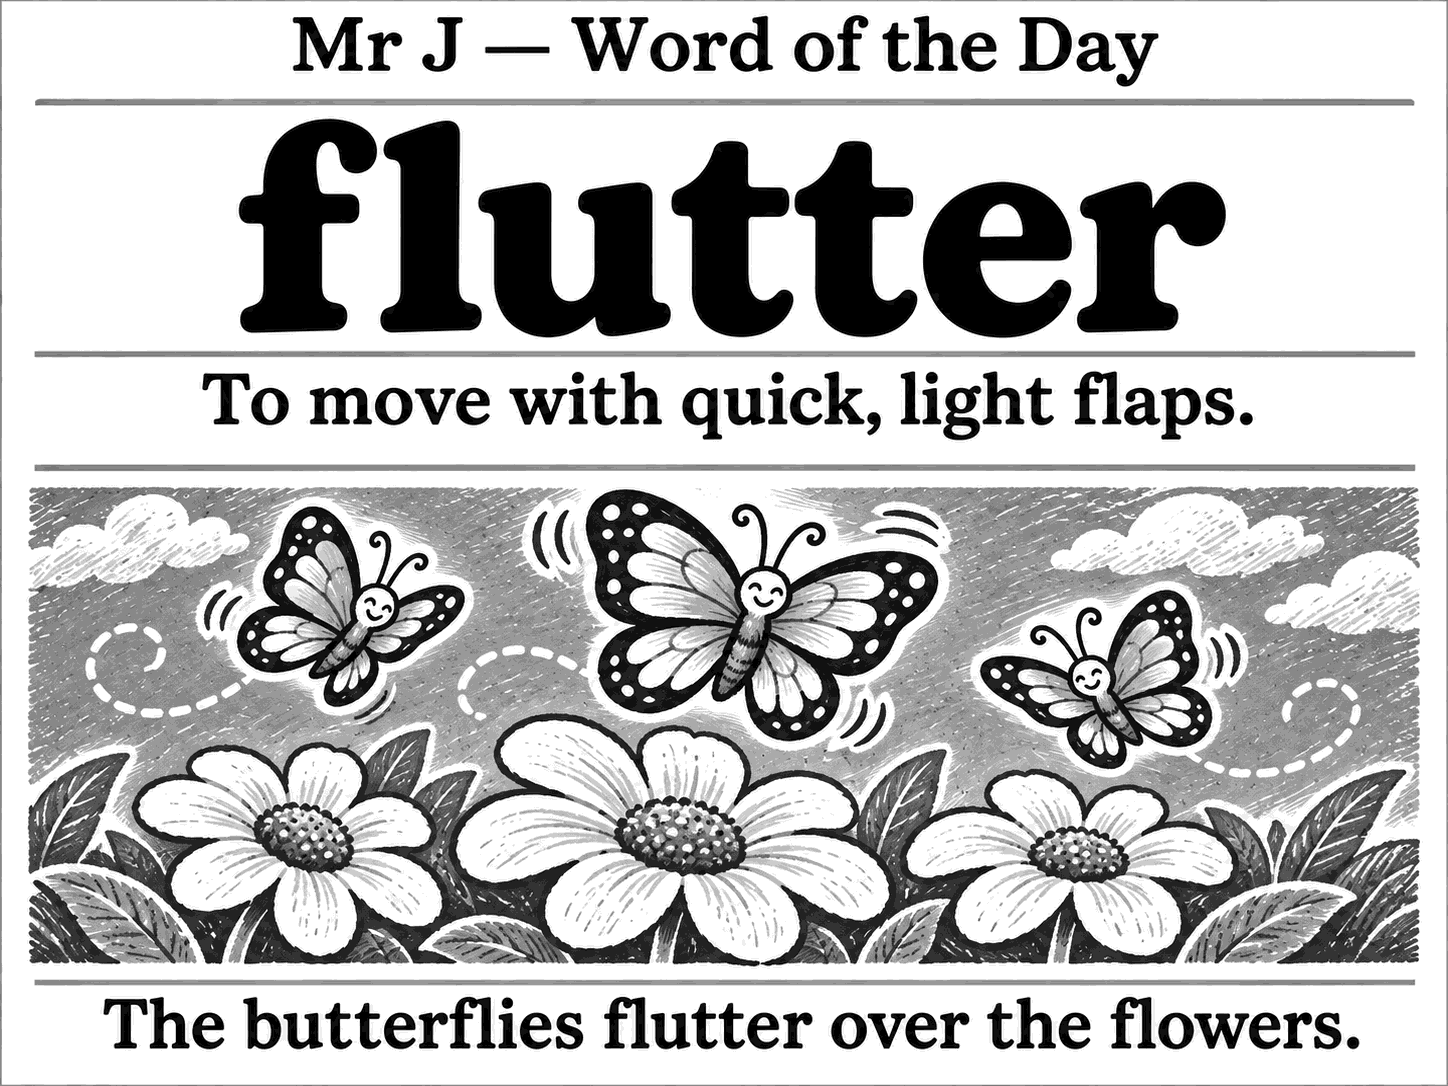 Mr J — Word of the Day
flutter
To move with quick, light flaps.
The butterflies flutter over the flowers.